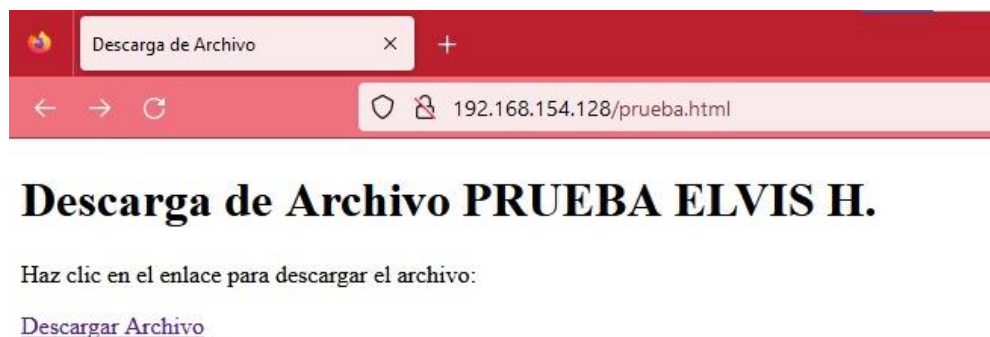 Descarga de Archivo
192.168.154.128/prueba.html
Descarga de Archivo PRUEBA ELVIS H.
Haz clic en el enlace para descargar el archivo:
Descargar Archivo